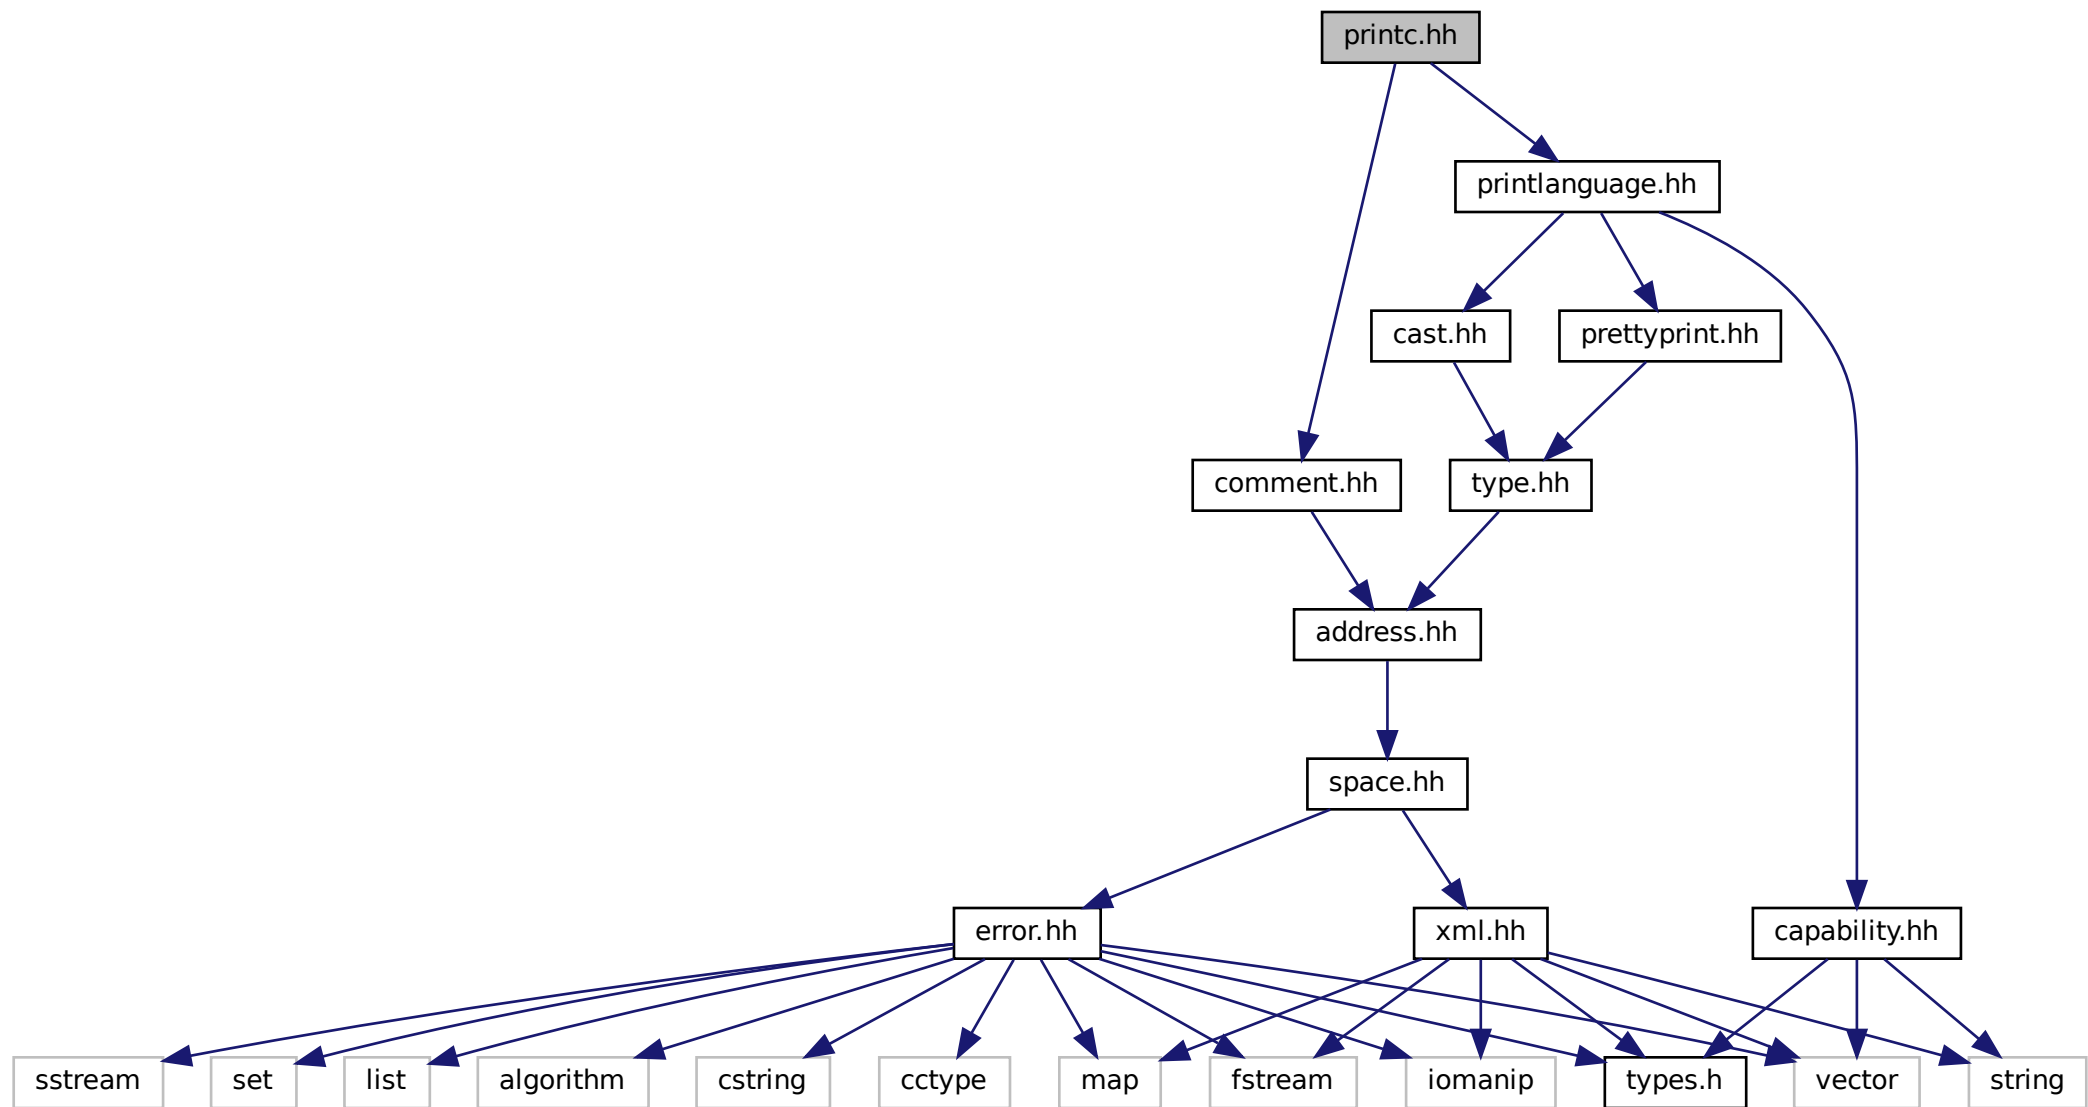 printc.hh
printlanguage.hh
cast.hh
prettyprint.hh
comment.hh
type.hh
address.hh
space.hh
error.hh
xml.hh
capability.hh
sstream
set
list
algorithm
cstring
cctype
map
fstream
iomanip
types.h
vector
string